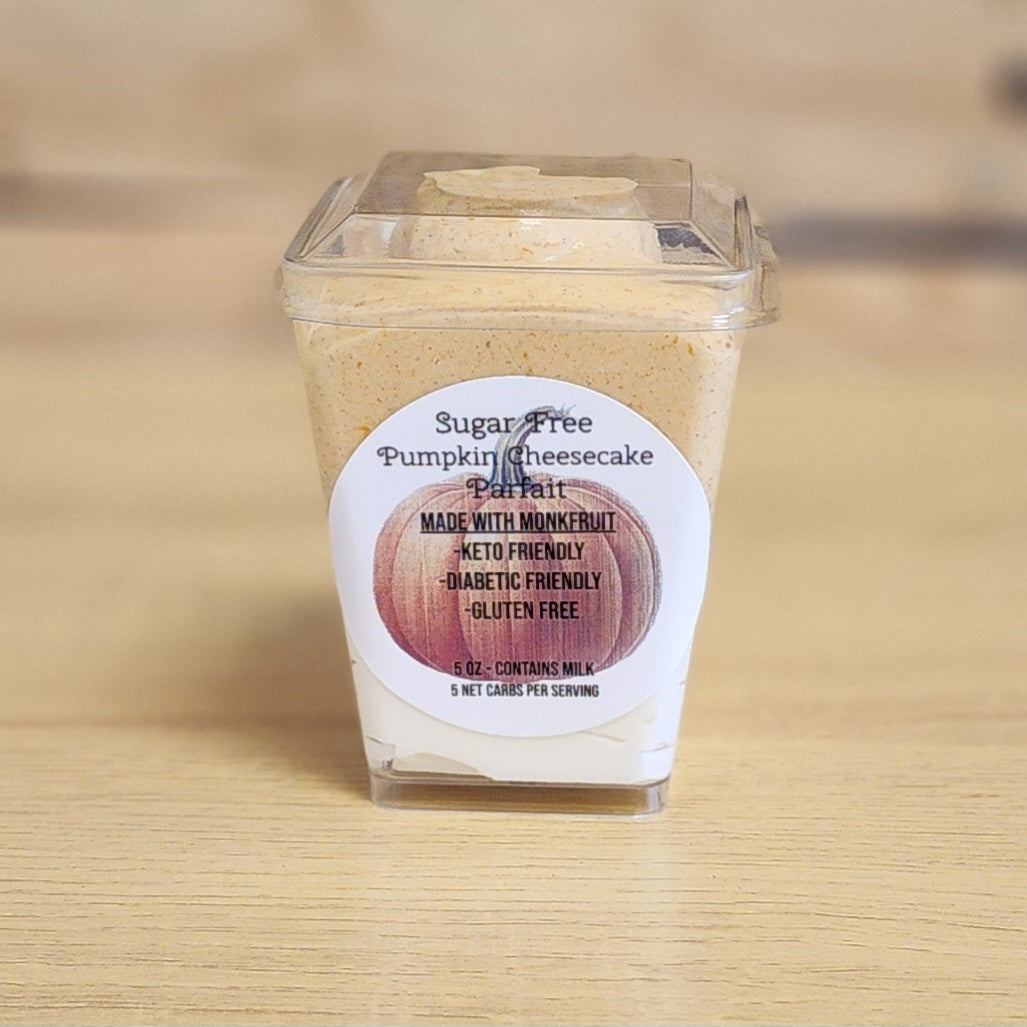 Sugar Free
Pumpkin Cheesecake
Parfait
MADE WITH MONKFRUIT
-KETO FRIENDLY
-DIABETIC FRIENDLY
-GLUTEN FREE
5 OZ - CONTAINS MILK
5 NET CARBS PER SERVING